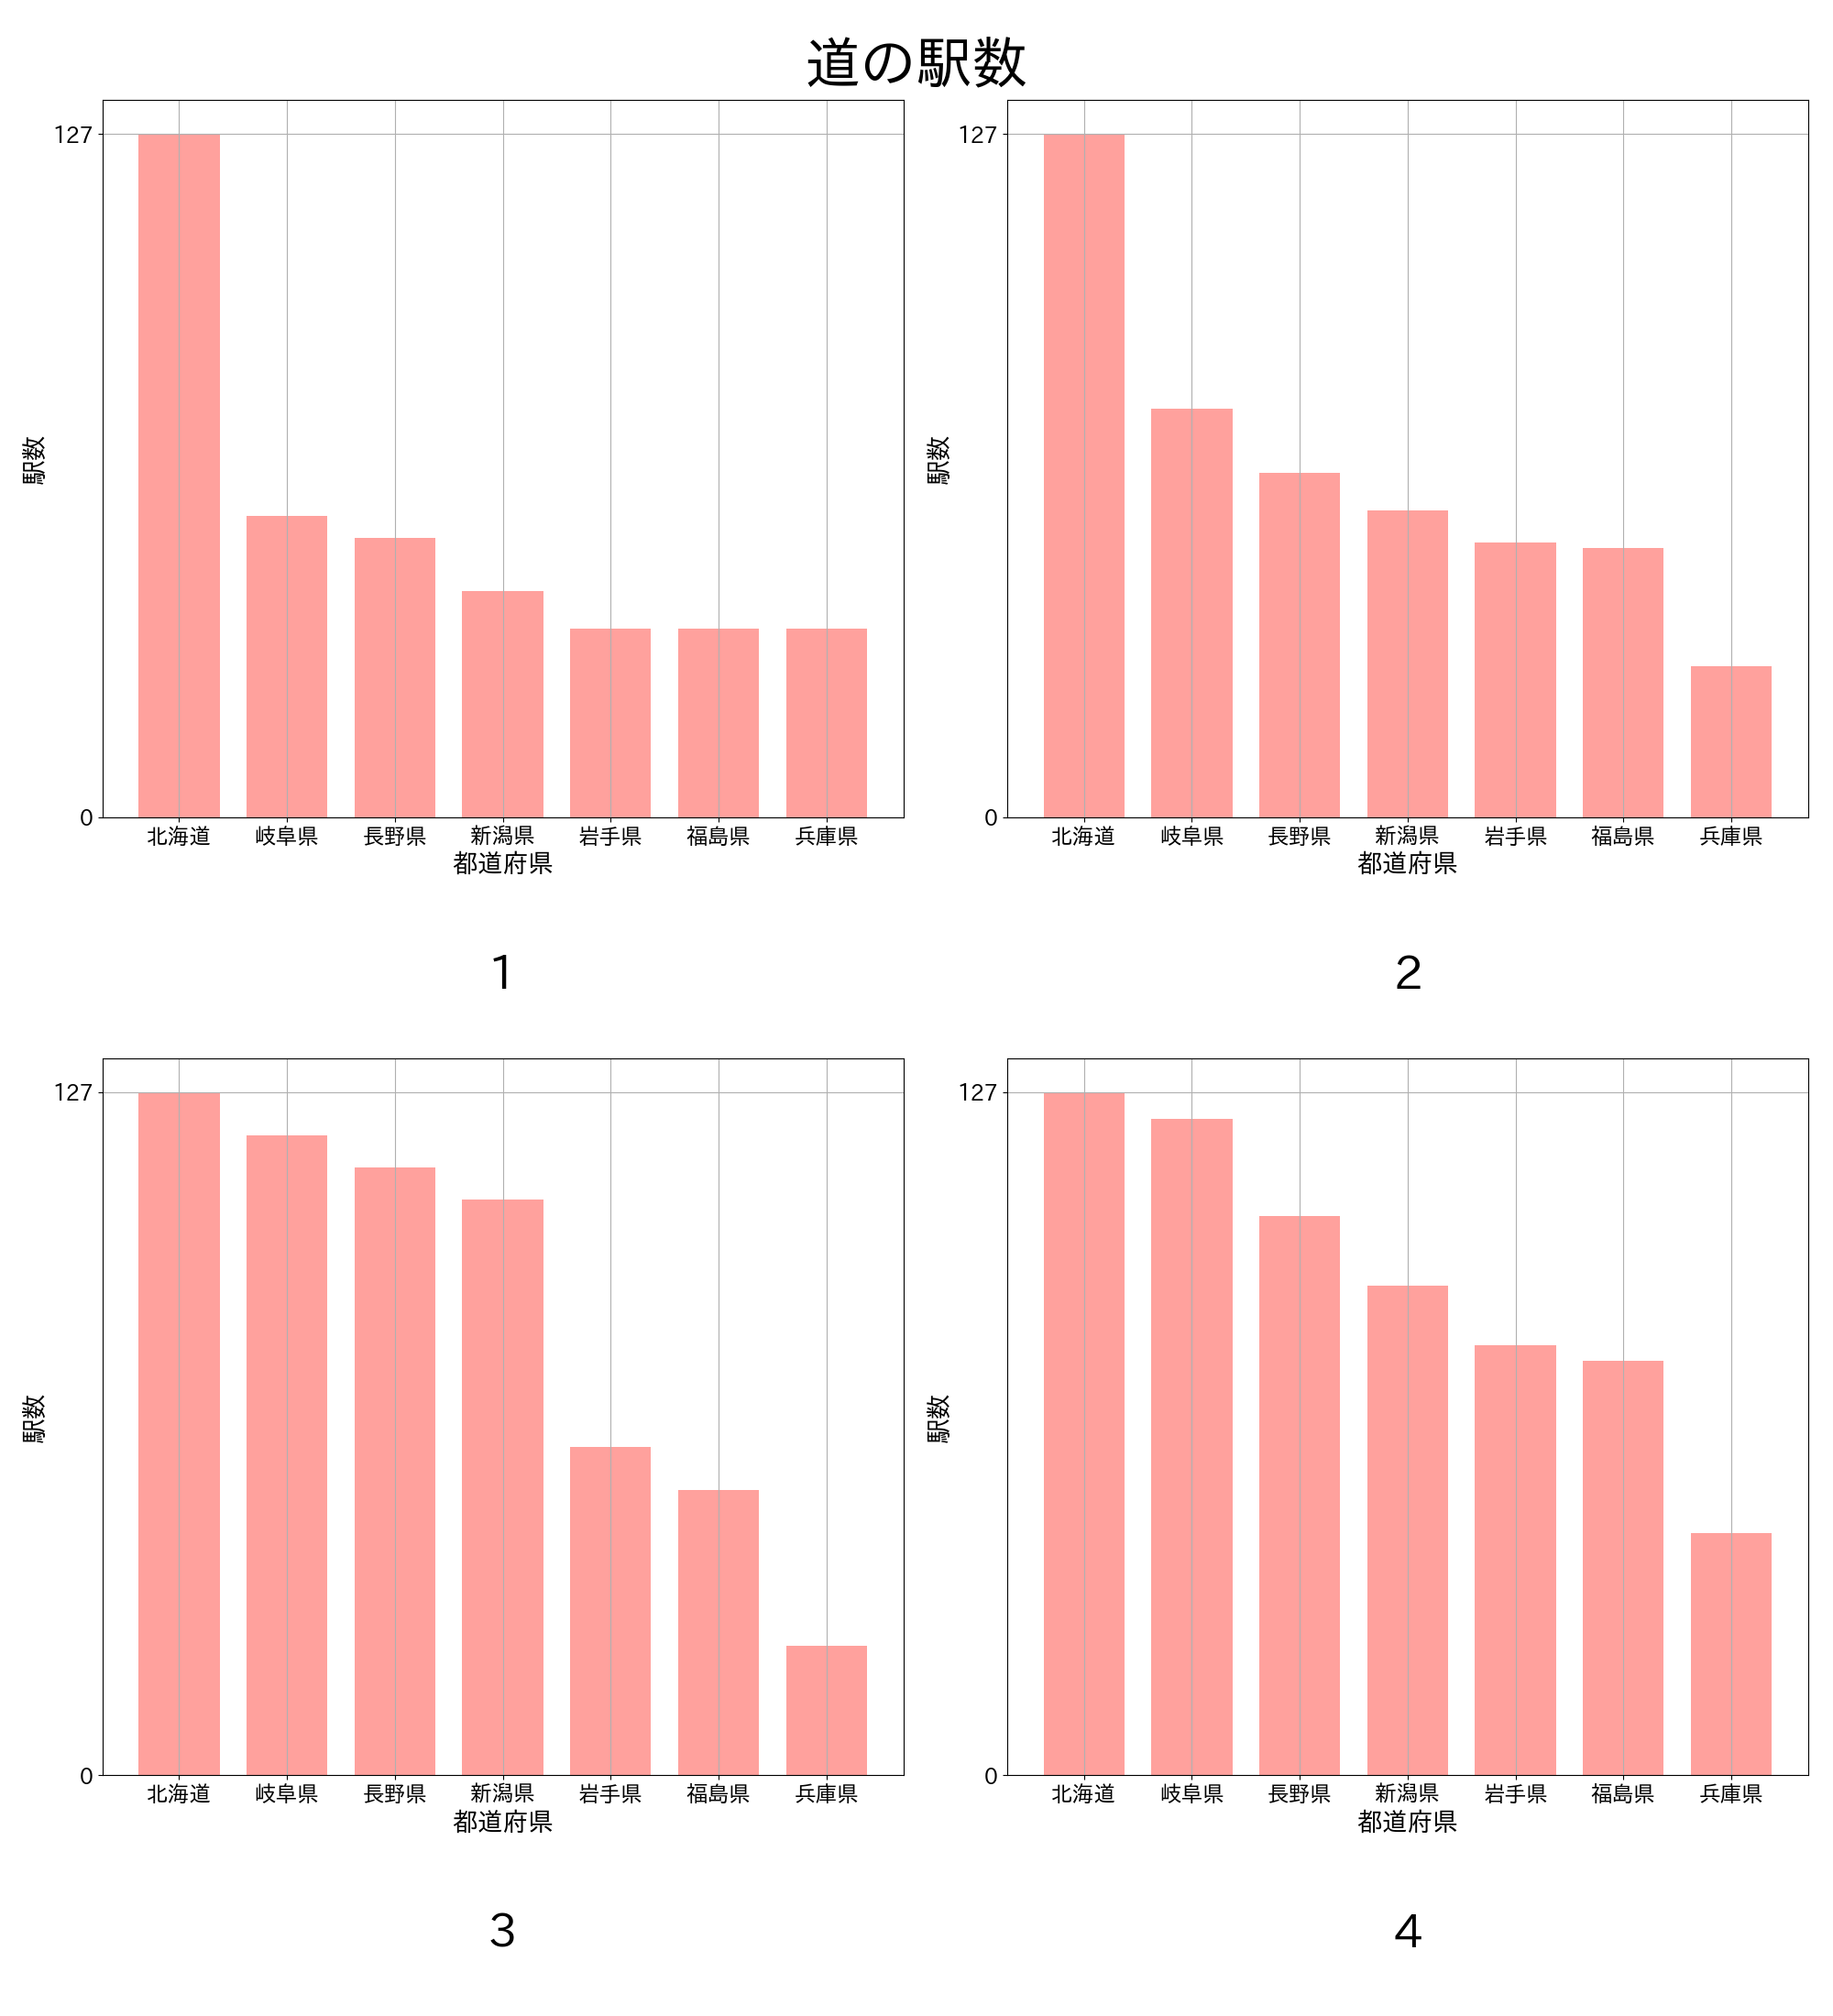 道の駅数
127
0
駅数
北海道 岐阜県 長野県 新潟県 岩手県 福島県 兵庫県
都道府県
1
127
0
駅数
北海道 岐阜県 長野県 新潟県 岩手県 福島県 兵庫県
都道府県
2
127
0
駅数
北海道 岐阜県 長野県 新潟県 岩手県 福島県 兵庫県
都道府県
3
127
0
駅数
北海道 岐阜県 長野県 新潟県 岩手県 福島県 兵庫県
都道府県
4